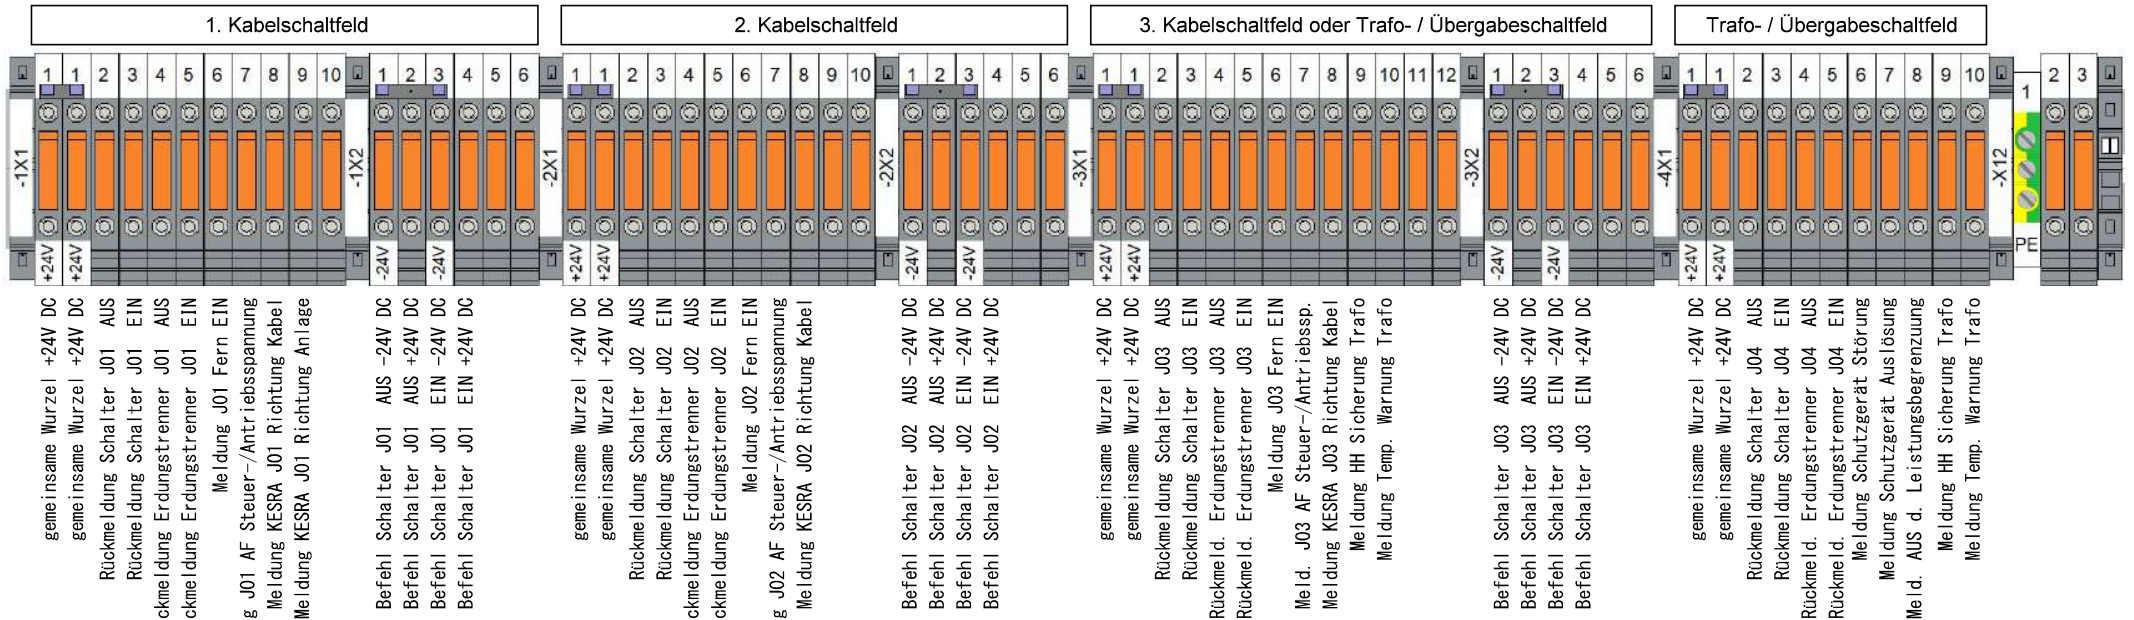 1. Kabelschaltfeld
2. Kabelschaltfeld
3. Kabelschaltfeld oder Trafo- / Übergabeschaltfeld
Trafo- / Übergabeschaltfeld
-1X1
1 1 2 3 4 5 6 7 8 9 10
+24V +24V
-1X2
1 2 3 4 5 6
-24V -24V
-2X1
1 1 2 3 4 5 6 7 8 9 10
+24V +24V
-2X2
1 2 3 4 5 6
-24V -24V
-3X1
1 1 2 3 4 5 6 7 8 9 10 11 12
+24V +24V
-3X2
1 2 3 4 5 6
-24V -24V
-4X1
1 1 2 3 4 5 6 7 8 9 10
+24V +24V
-X12
1 2 3
PE
gemeinsame Wurzel +24V DC
gemeinsame Wurzel +24V DC
Rückmeldung Schalter J01 AUS
Rückmeldung Schalter J01 EIN
ckmeldung Erdungstrenner J01 AUS
ckmeldung Erdungstrenner J01 EIN
Meldung J01 Fern EIN
g J01 AF Steuer-/Antriebsspannung
Meldung KESRA J01 Richtung Kabel
Meldung KESRA J01 Richtung Anlage
Befehl Schalter J01 AUS -24V DC
Befehl Schalter J01 AUS +24V DC
Befehl Schalter J01 EIN -24V DC
Befehl Schalter J01 EIN +24V DC
gemeinsame Wurzel +24V DC
gemeinsame Wurzel +24V DC
Rückmeldung Schalter J02 AUS
Rückmeldung Schalter J02 EIN
ckmeldung Erdungstrenner J02 AUS
ckmeldung Erdungstrenner J02 EIN
Meldung J02 Fern EIN
g J02 AF Steuer-/Antriebsspannung
Meldung KESRA J02 Richtung Kabel
Befehl Schalter J02 AUS -24V DC
Befehl Schalter J02 AUS +24V DC
Befehl Schalter J02 EIN -24V DC
Befehl Schalter J02 EIN +24V DC
gemeinsame Wurzel +24V DC
gemeinsame Wurzel +24V DC
Rückmeldung Schalter J03 AUS
Rückmeldung Schalter J03 EIN
Rückmeld. Erdungstrenner J03 AUS
Rückmeld. Erdungstrenner J03 EIN
Meldung J03 Fern EIN
Meld. J03 AF Steuer-/Antriebssp.
Meldung KESRA J03 Richtung Kabel
Meldung HH Sicherung Trafo
Meldung Temp. Warnung Trafo
Befehl Schalter J03 AUS -24V DC
Befehl Schalter J03 AUS +24V DC
Befehl Schalter J03 EIN -24V DC
Befehl Schalter J03 EIN +24V DC
gemeinsame Wurzel +24V DC
gemeinsame Wurzel +24V DC
Rückmeldung Schalter J04 AUS
Rückmeldung Schalter J04 EIN
Rückmeld. Erdungstrenner J04 AUS
Rückmeld. Erdungstrenner J04 EIN
Meldung Schutzgerät Störung
Meldung Schutzgerät Auslösung
Meld. AUS d. Leistungsbegrenzuung
Meldung HH Sicherung Trafo
Meldung Temp. Warnung Trafo